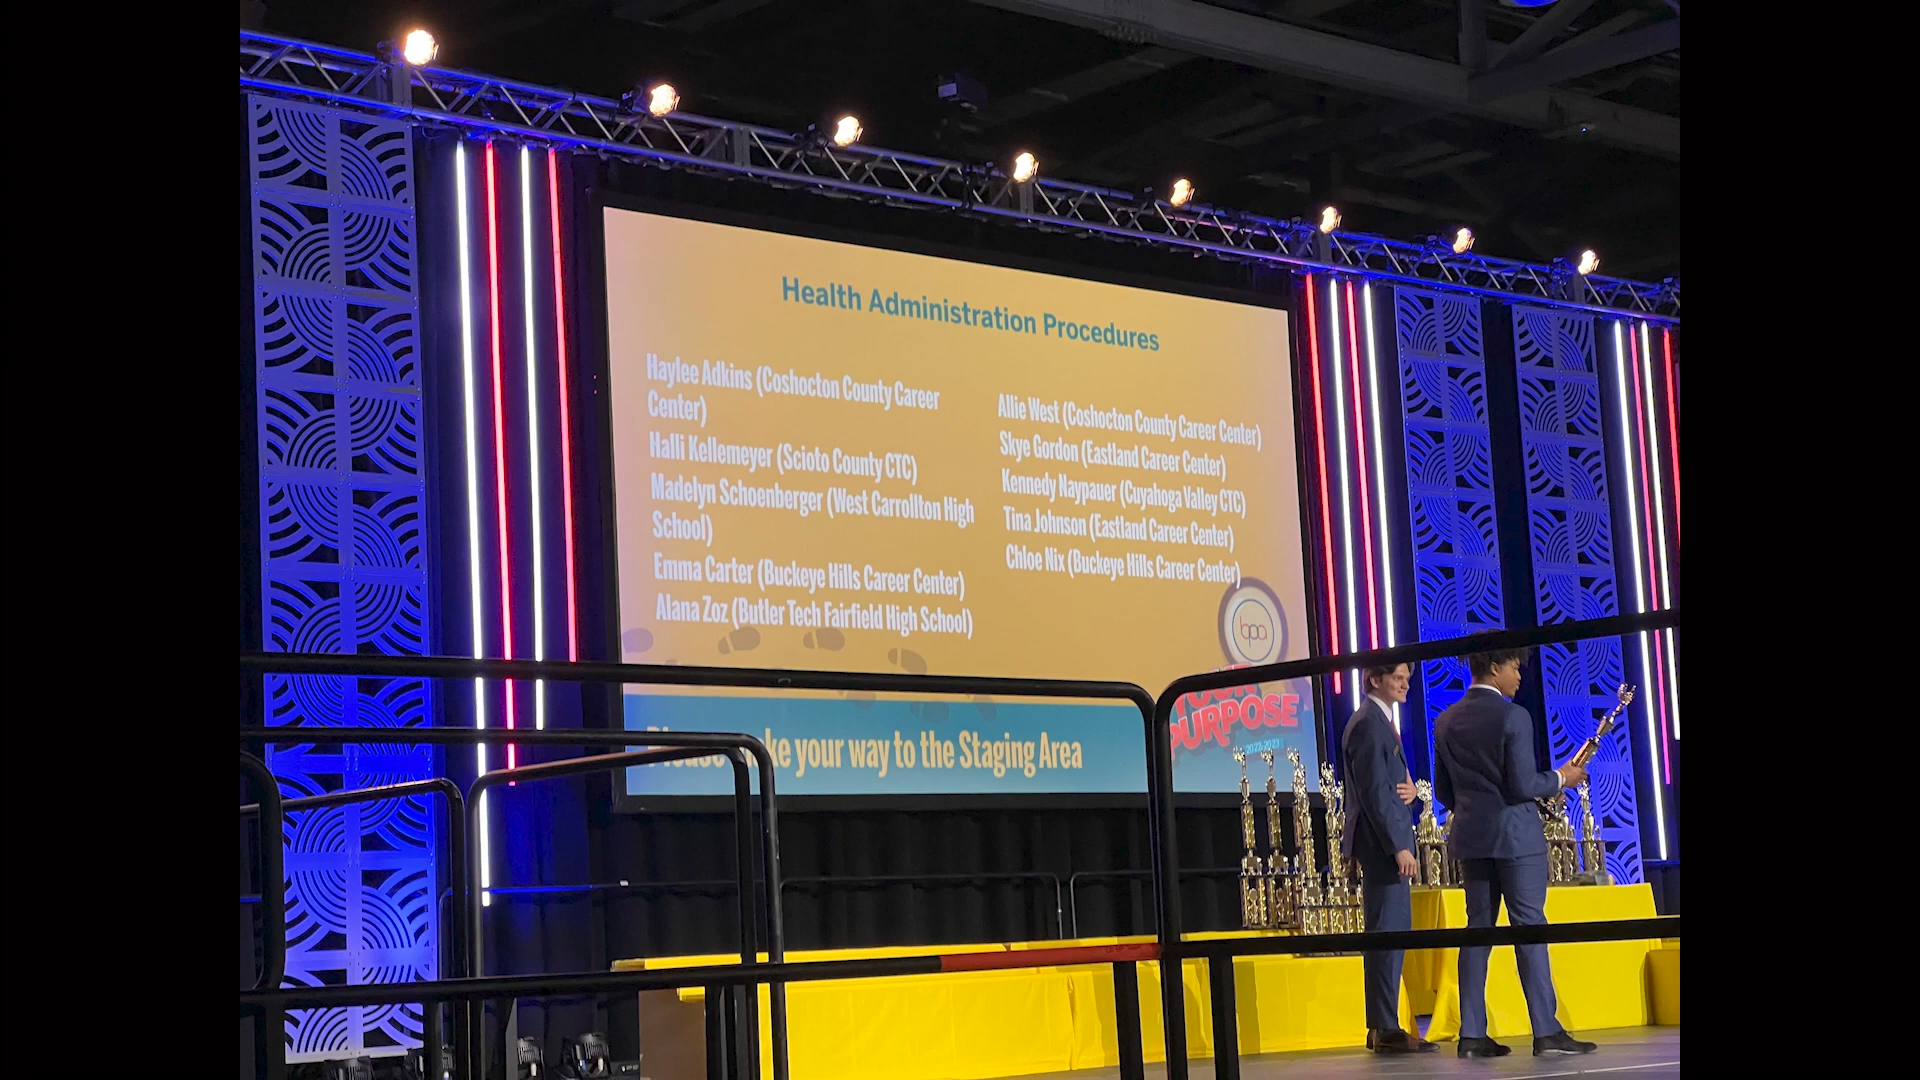 Health Administration Procedures
Haylee Adkins (Coshocton County Career
Center)
Halli Kellemeyer (Scioto County CTC)
Madelyn Schoenberger (West Carrollton High
School)
Emma Carter (Buckeye Hills Career Center)
Alana Zoz (Butler Tech Fairfield High School)
Allie West (Coshocton County Career Center)
Skye Gordon (Eastland Career Center)
Kennedy Naypauer (Cuyahoga Valley CTC)
Tina Johnson (Eastland Career Center)
Chloe Nix (Buckeye Hills Career Center)
bpa
PURPOSE
2022-2023
your way to the Staging Area